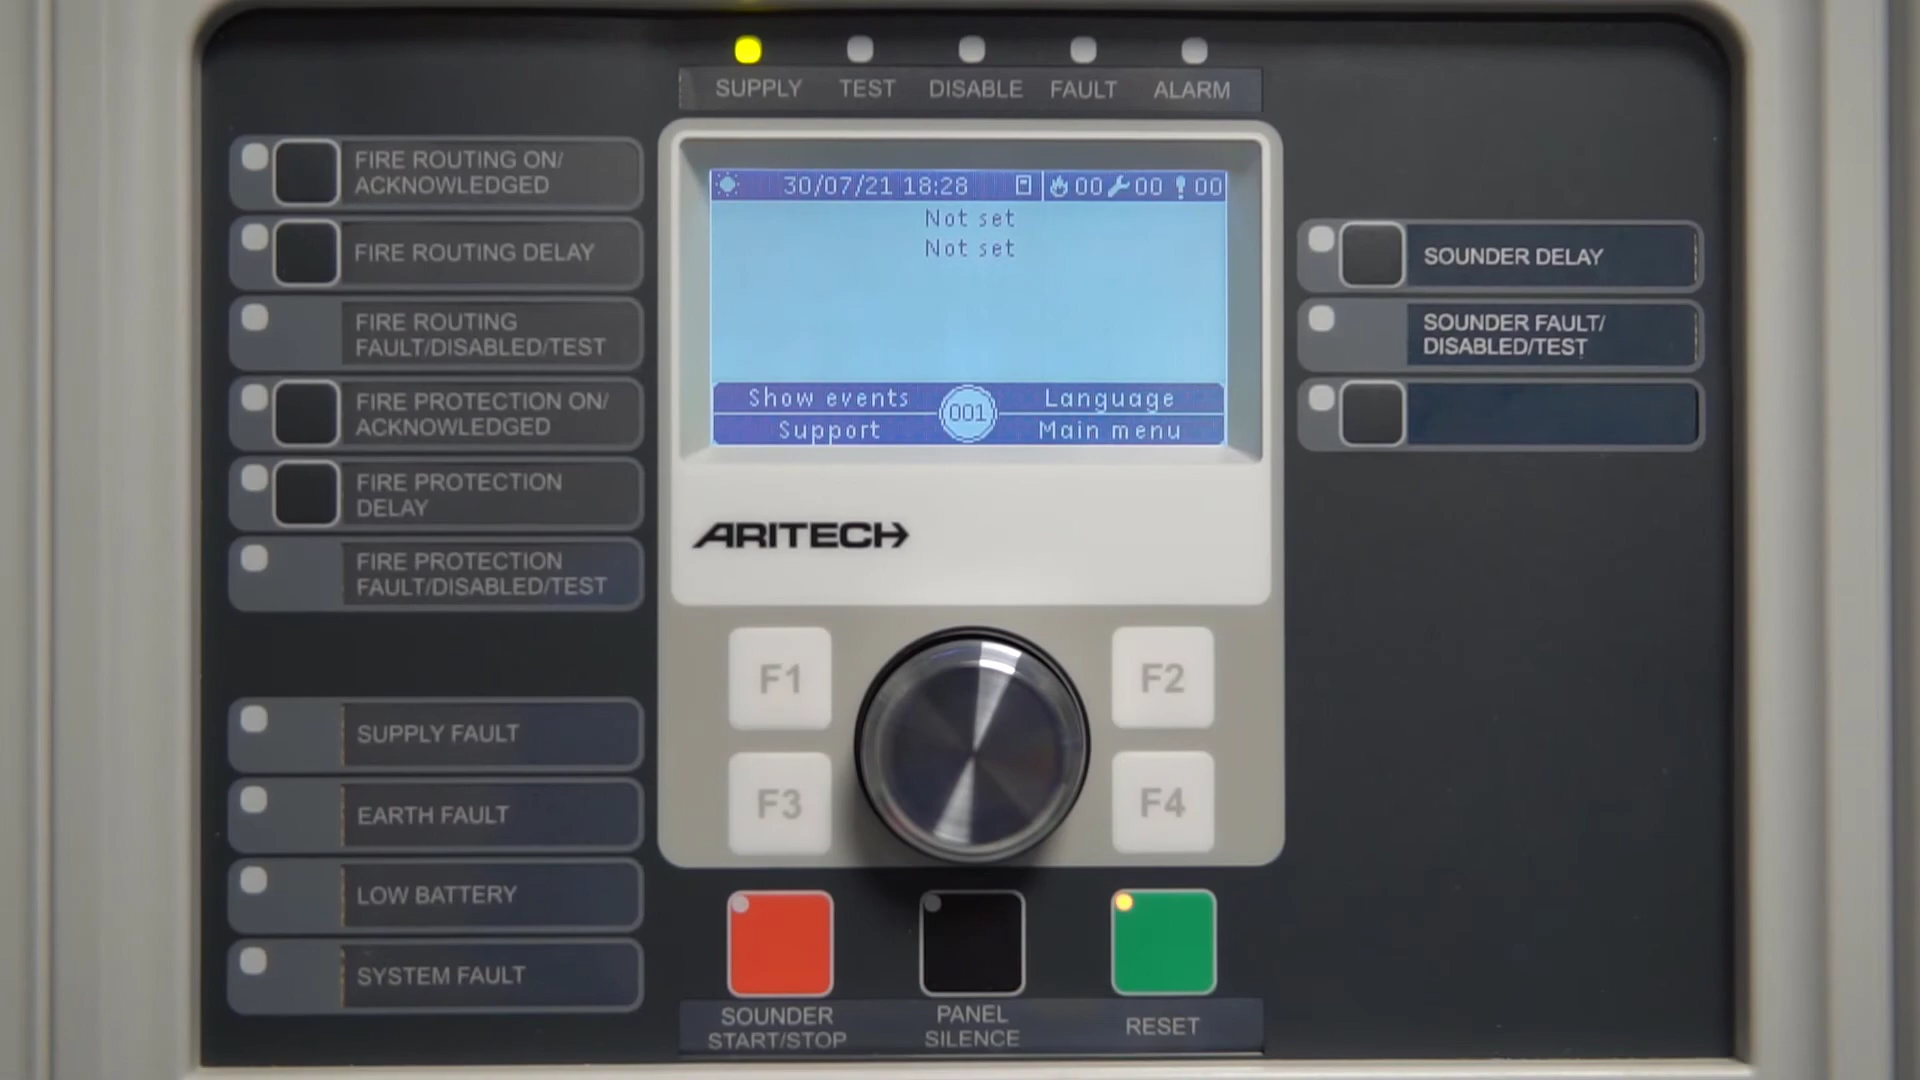 SUPPLY TEST DISABLE FAULT ALARM
FIRE ROUTING ON/
ACKNOWLEDGED
FIRE ROUTING DELAY
FIRE ROUTING
FAULT/DISABLED/TEST
FIRE PROTECTION ON/
ACKNOWLEDGED
FIRE PROTECTION
DELAY
FIRE PROTECTION
FAULT/DISABLED/TEST
SUPPLY FAULT
EARTH FAULT
LOW BATTERY
SYSTEM FAULT
30/07/21 18:28 00 00 00
Not set
Not set
Show events Language
001
Support Main menu
ARITECH
F1 F2
F3 F4
SOUNDER
START/STOP
PANEL
SILENCE
RESET
SOUNDER DELAY
SOUNDER FAULT/
DISABLED/TEST